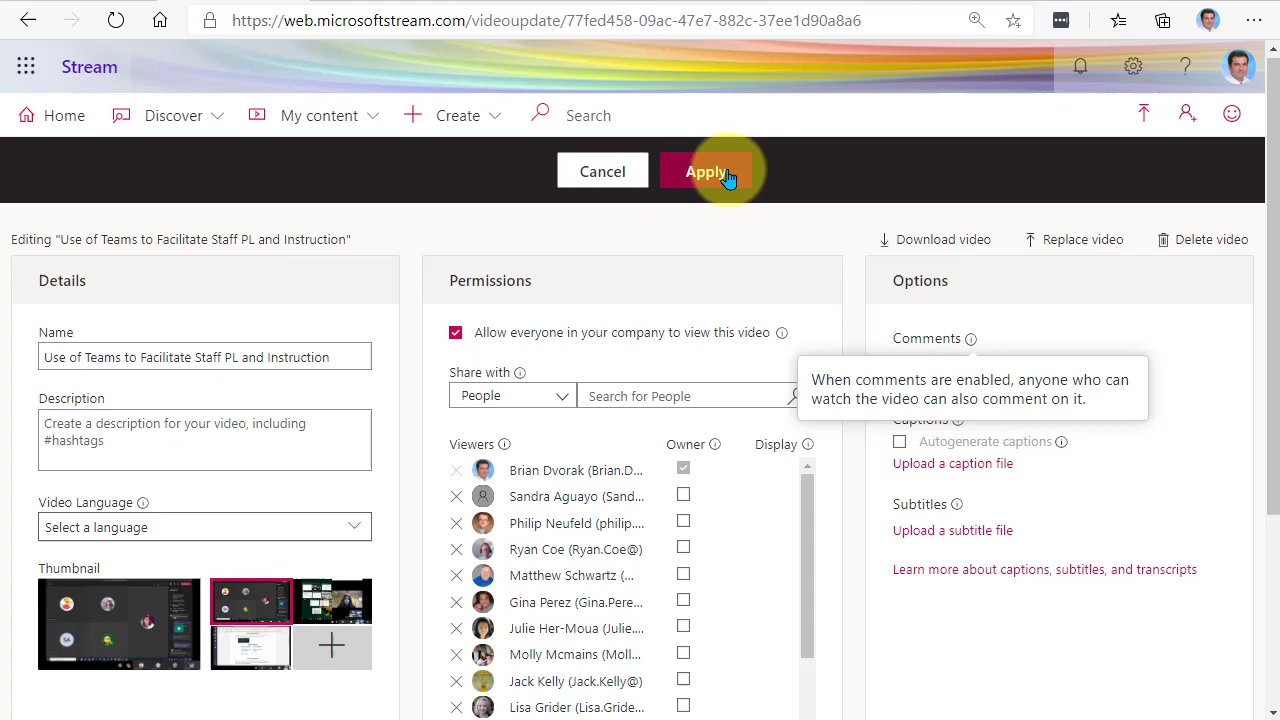 https://web.microsoftstream.com/videoupdate/77fed458-09ac-47e7-882c-37ee1d90a8a6
Stream
Home Discover My content Create Search
Cancel Apply
Editing "Use of Teams to Facilitate Staff PL and Instruction" Download video Replace video Delete video
Details
Name
Use of Teams to Facilitate Staff PL and Instruction
Description
Create a description for your video, including
#hashtags
Video Language
Select a language
Thumbnail
Permissions
Allow everyone in your company to view this video
Share with
People Search for People
Viewers Owner Display
Brian Dvorak (Brian.D...
Sandra Aguayo (Sand...
Philip Neufeld (philip....
Ryan Coe (Ryan.Coe@)
Matthew Schwartz (...
Gina Perez (Gina.Pere...
Julie Her-Moua (Julie....
Molly Mcmains (Moll...
Jack Kelly (Jack.Kelly@)
Lisa Grider (Lisa.Gride...
Options
Comments
When comments are enabled, anyone who can
watch the video can also comment on it.
Captions
Autogenerate captions
Upload a caption file
Subtitles
Upload a subtitle file
Learn more about captions, subtitles, and transcripts